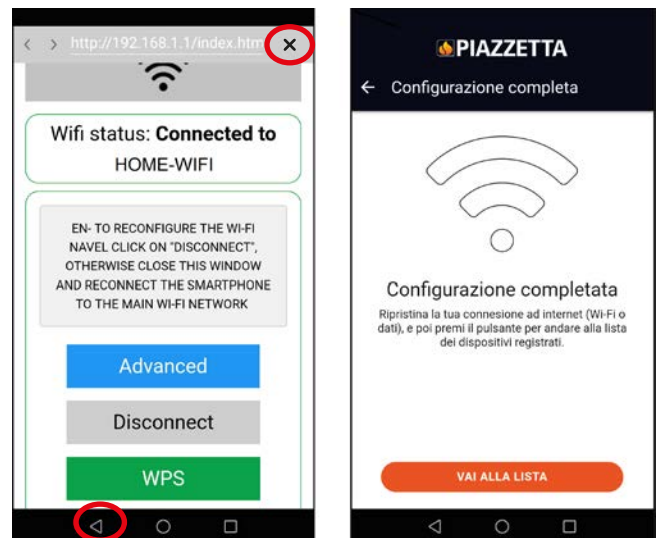 http://192.168.1.1/index.htm
Wifi status: Connected to
HOME-WIFI
EN- TO RECONFIGURE THE WI-FI
NAVEL CLICK ON "DISCONNECT",
OTHERWISE CLOSE THIS WINDOW
AND RECONNECT THE SMARTPHONE
TO THE MAIN WI-FI NETWORK
Advanced
Disconnect
WPS
PIAZZETTA
Configurazione completa
Configurazione completata
Ripristina la tua connesione ad internet (Wi-Fi o
dati), e poi premi il pulsante per andare alla lista
dei dispositivi registrati.
VAI ALLA LISTA